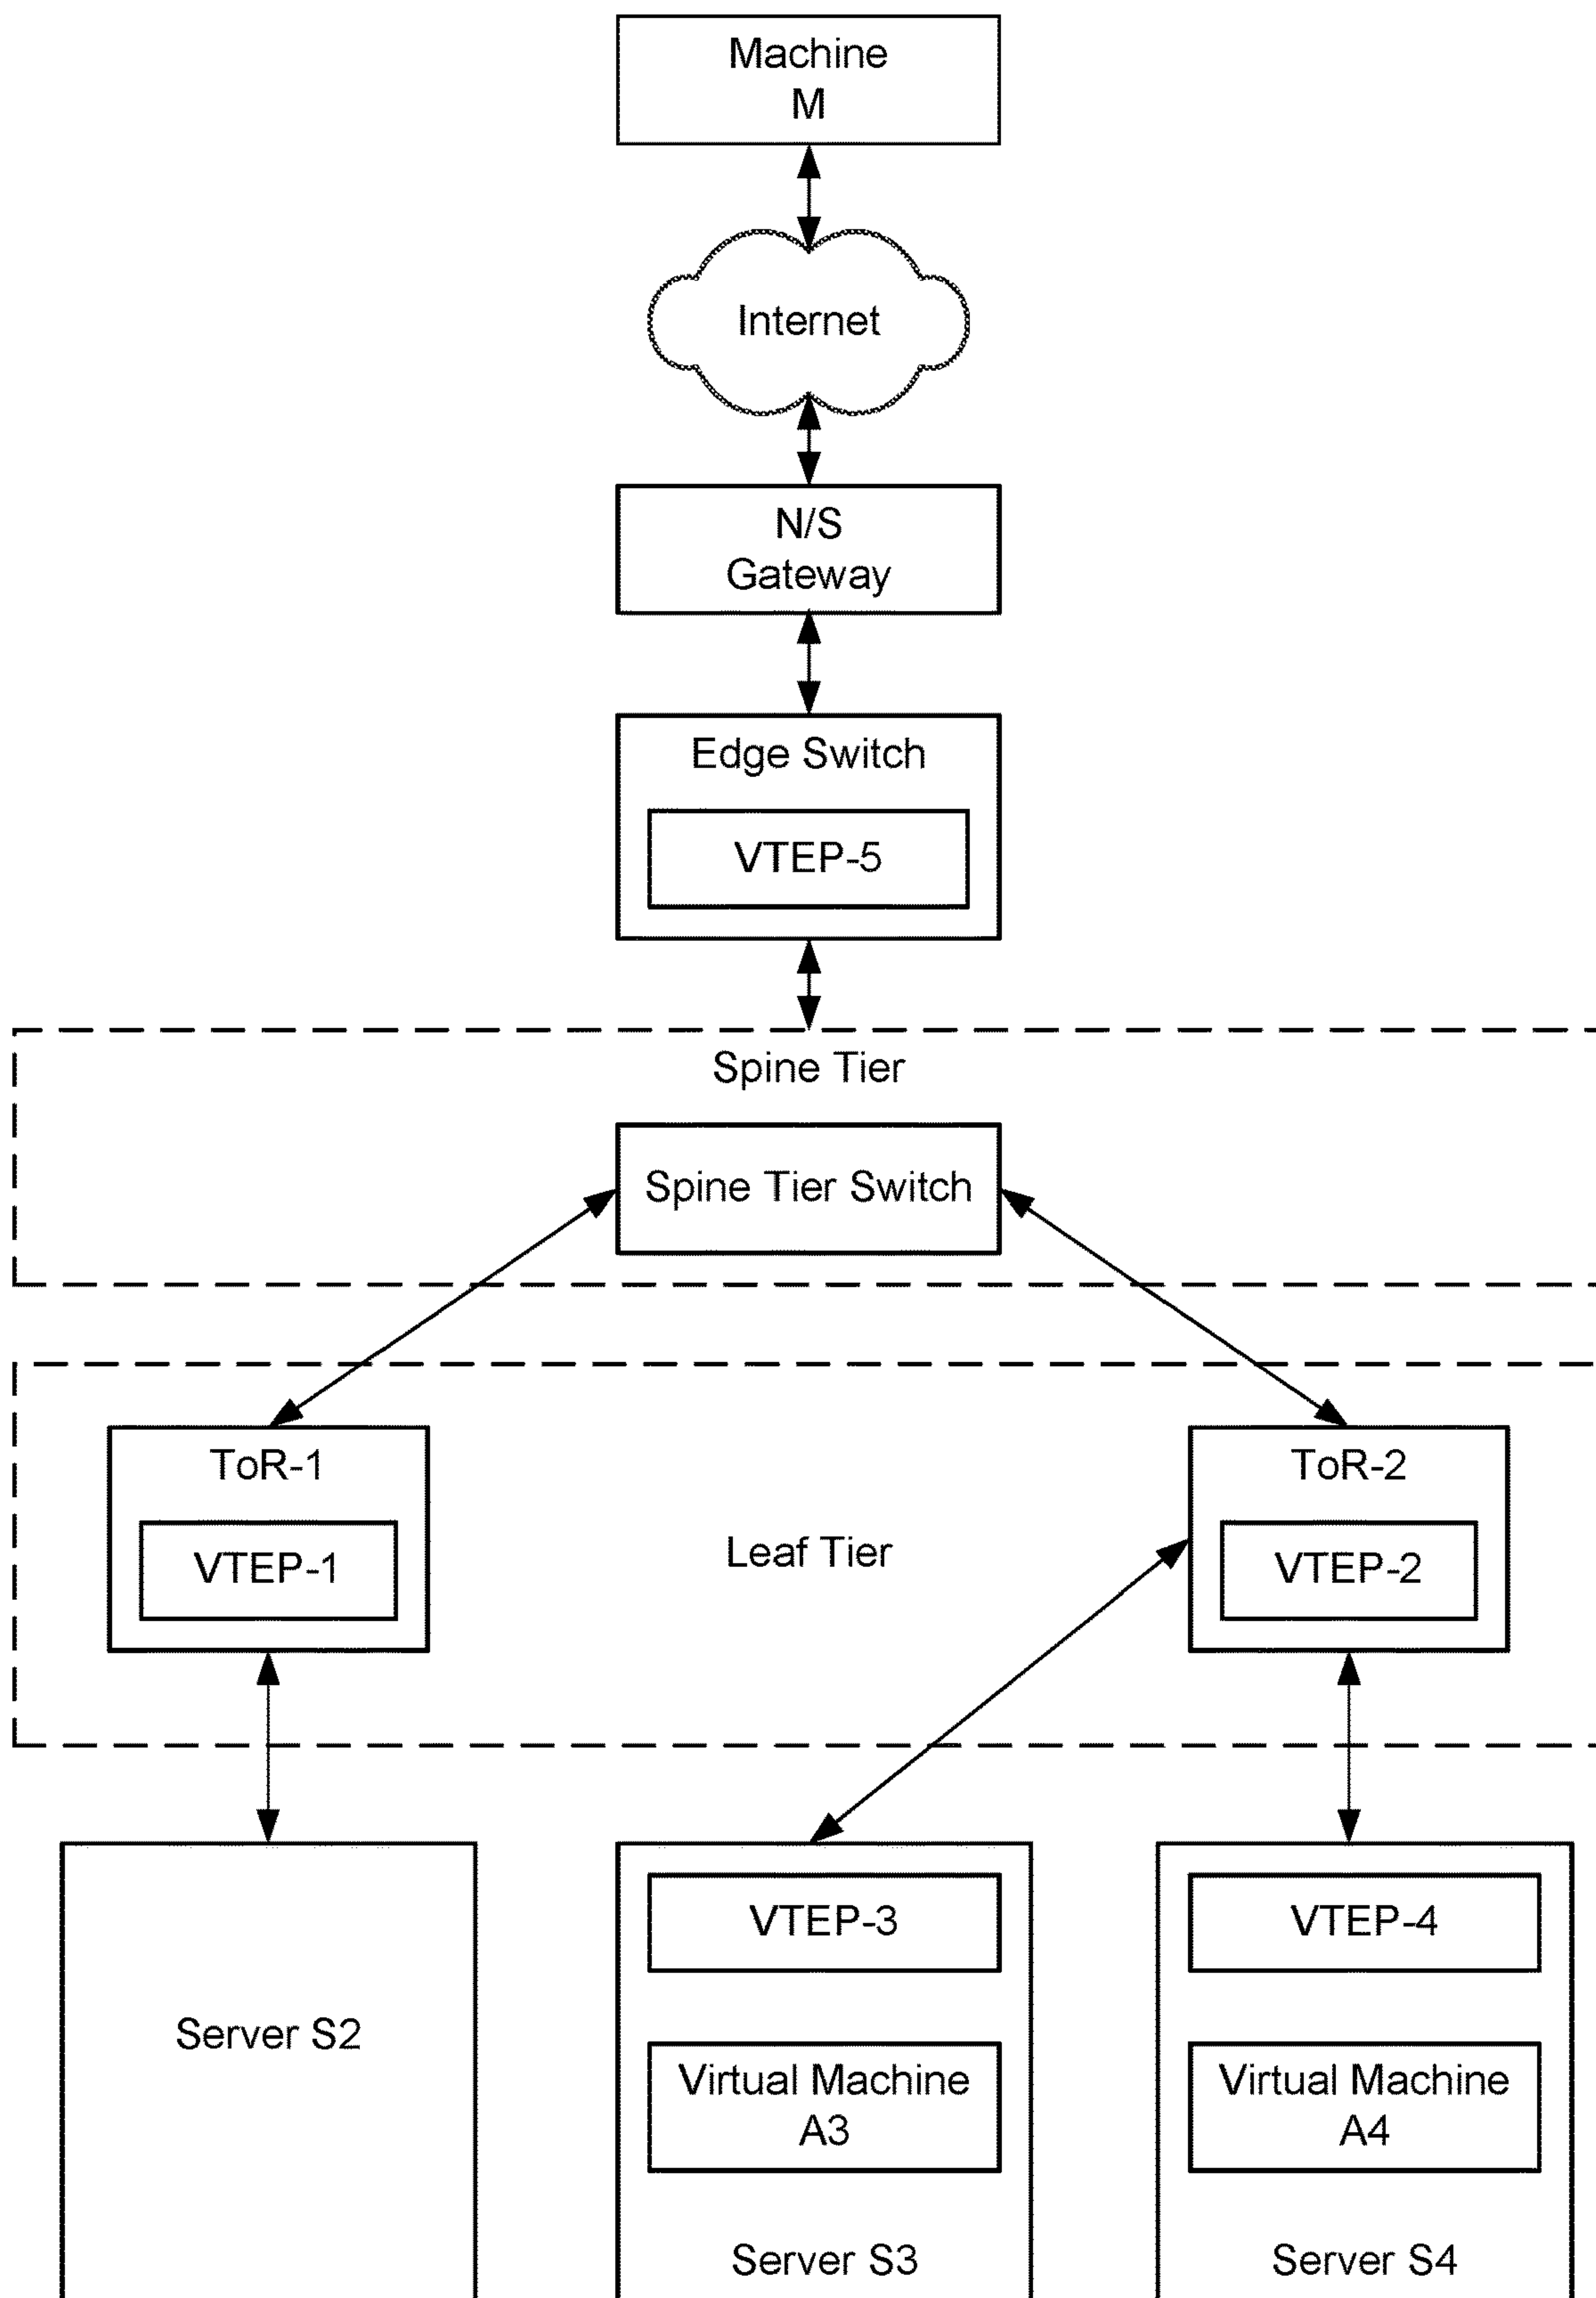 Machine
M
Internet
N/S
Gateway
Edge Switch
VTEP-5
Spine Tier
Spine Tier Switch
ToR-1
VTEP-1
Leaf Tier
ToR-2
VTEP-2
Server S2
VTEP-3
Virtual Machine
A3
Server S3
VTEP-4
Virtual Machine
A4
Server S4